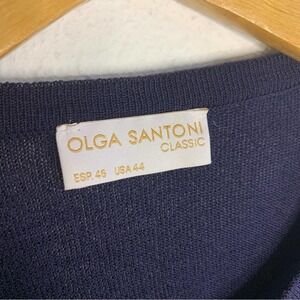 OLGA SANTONI
CLASSIC
ESP. 46 USA 44